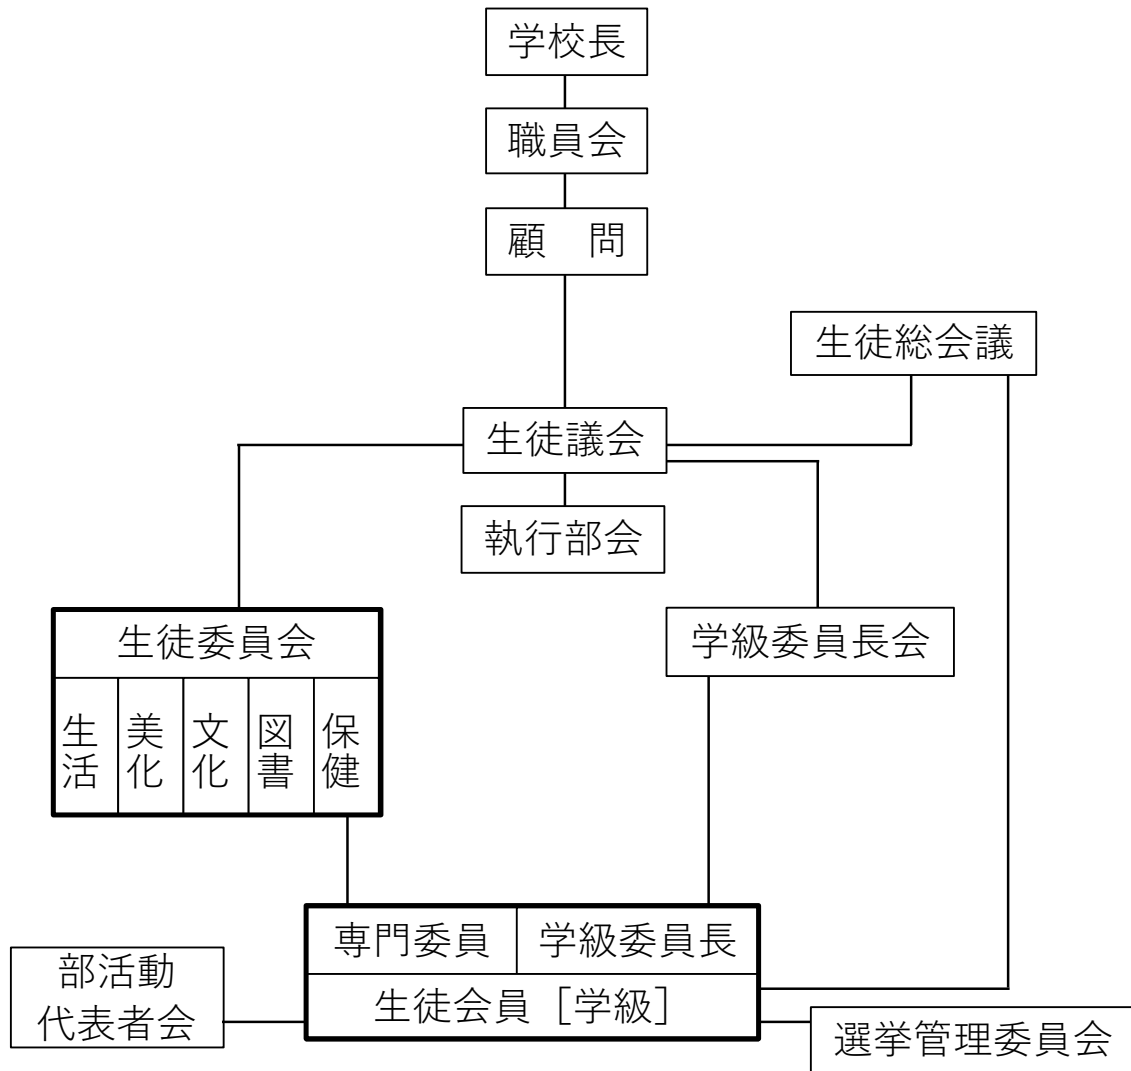 学校長
職員会
顧　問
生徒総会議
生徒議会
執行部会
生徒委員会
学級委員長会
生活
美化
文化
図書
保健
専門委員
学級委員長
部活動
代表者会
生徒会員［学級］
選挙管理委員会